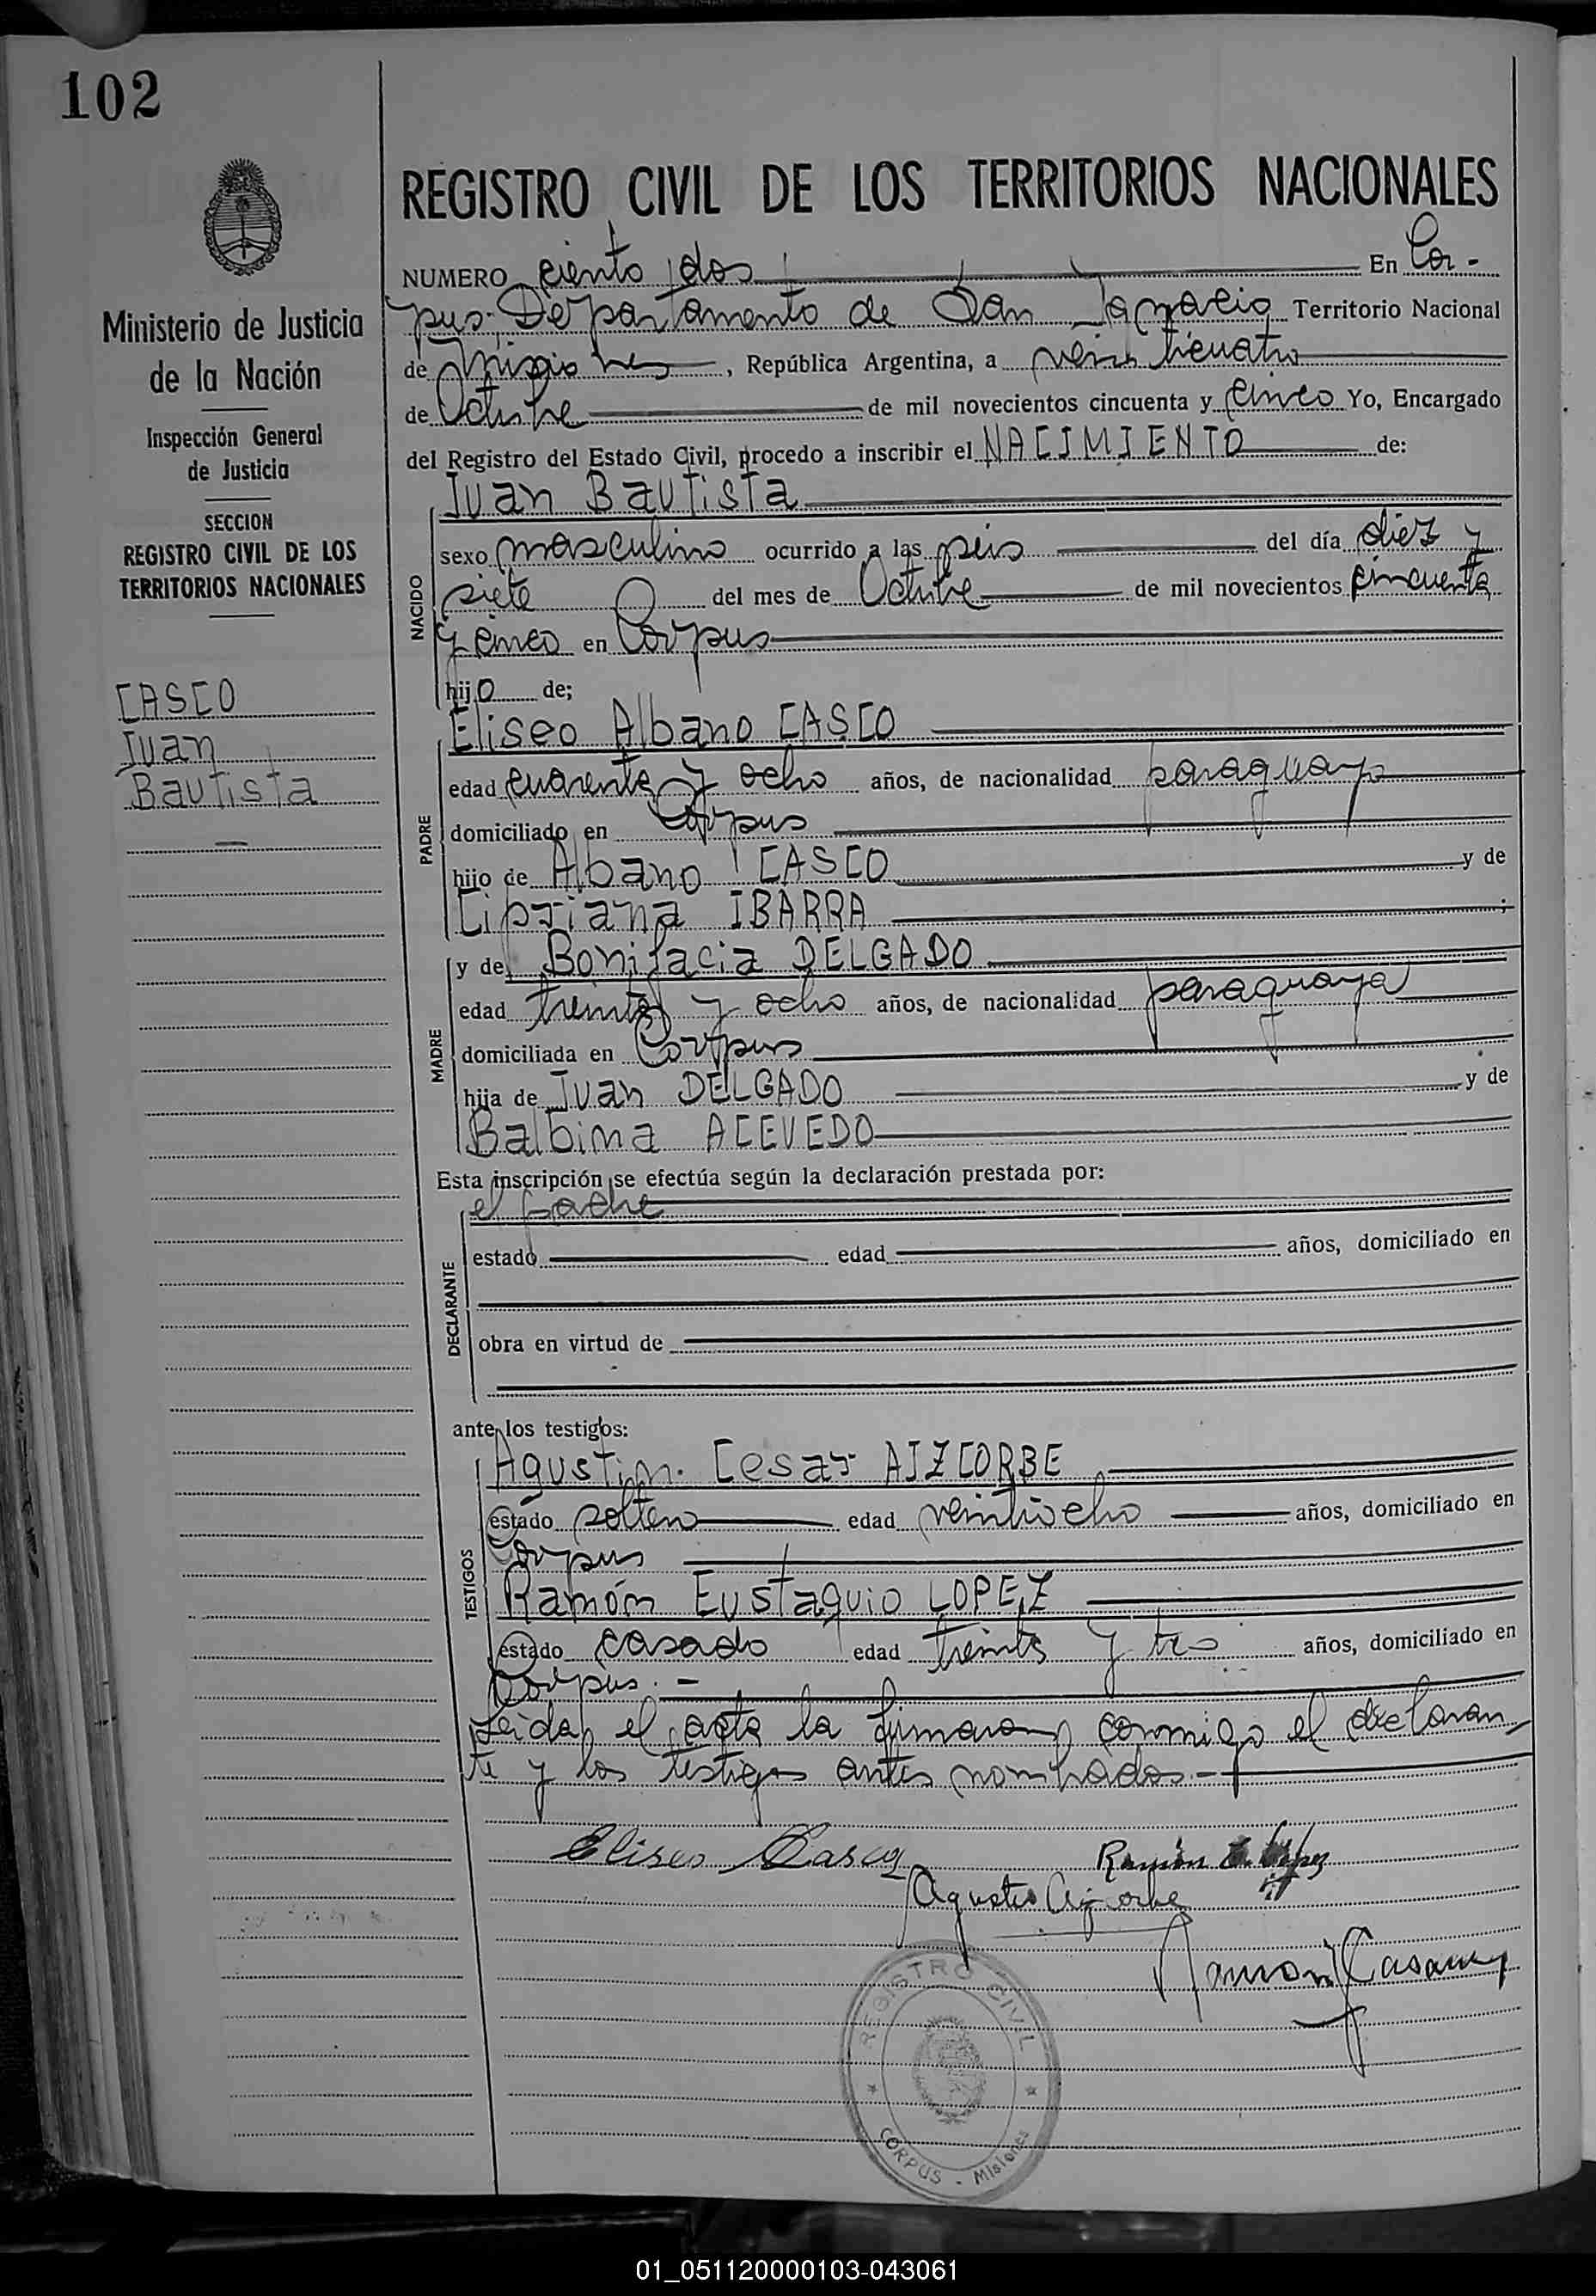 102
Ministerio de Justicia
de la Nación
Inspección General
de Justicia
SECCION
REGISTRO CIVIL DE LOS
TERRITORIOS NACIONALES
CASCO
Juan
Bautista
REGISTRO CIVIL DE LOS TERRITORIOS NACIONALES
NUMERO ciento dos En Cor-
pus. Departamento de San Ignacio Territorio Nacional
de Misiones, República Argentina, a veinticuatro
de Octubre de mil novecientos cincuenta y cinco Yo, Encargado
del Registro del Estado Civil, procedo a inscribir el NACIMIENTO de:
NACIDO
Juan Bautista
sexo masculino ocurrido a las seis del día diez y
siete del mes de Octubre de mil novecientos cincuenta
y cinco en Corpus
hijo de;
PADRE
Eliseo Albano CASCO
edad cuarenta y ocho años, de nacionalidad paraguayo
domiciliado en Corpus
hijo de Albano CASCO y de
Cipriana IBARRA ;
MADRE
y de Bonifacia DELGADO
edad treinta y ocho años, de nacionalidad paraguaya
domiciliada en Corpus
hija de Juan DELGADO y de
Balbina ACEVEDO
Esta inscripción se efectúa según la declaración prestada por:
DECLARANTE
el padre
estado edad años, domiciliado en
obra en virtud de
ante los testigos:
TESTIGOS
Agustin Cesar AIZCORBE
estado soltero edad veintiocho años, domiciliado en
Corpus
Ramón Eustaquio LOPEZ
estado casado edad treinta y tres años, domiciliado en
Corpus.-
Leida el acta la firmaron conmigo el declaran
te y los testigos antes nombrados.-
Eliseo Casco
Ramón E. López
Agustin Aizcorbe
Ramon
REGISTRO CIVIL
CORPUS - Misiones
01_051120000103-043061